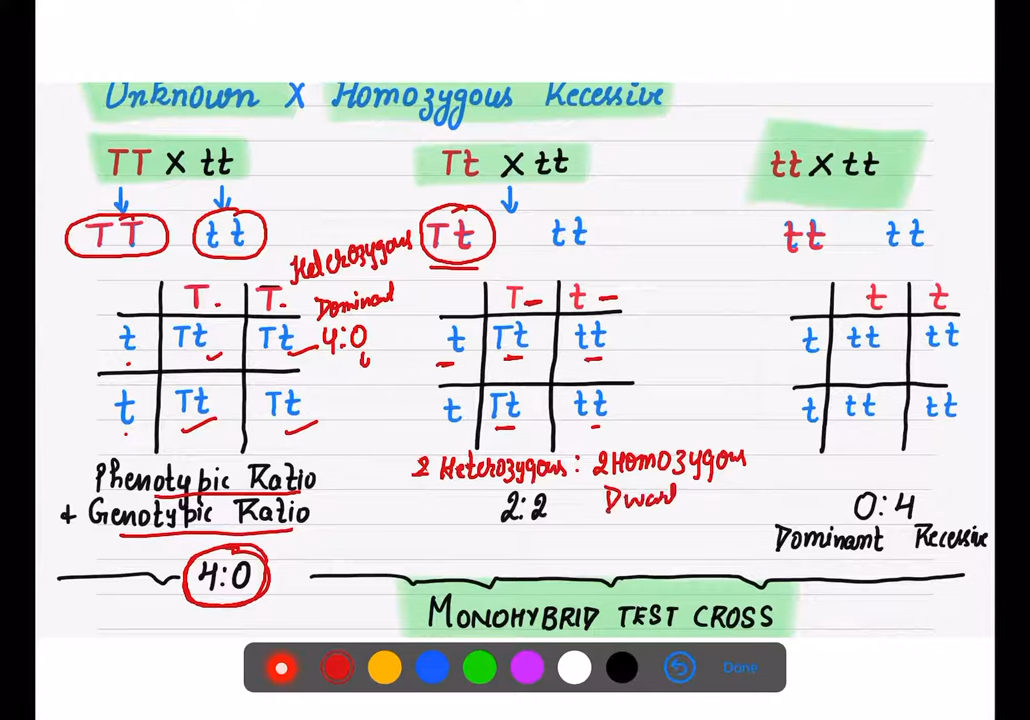 Unknown X Homozygous Recessive
TT X tt
Tt X tt
tt X tt
TT
tt
Tt
tt
tt
tt
Heterozygous
Dominant
4:0
T T
t Tt Tt
t Tt Tt
T t
t Tt tt
t Tt tt
t t
t tt tt
t tt tt
Phenotypic Ratio
+ Genotypic Ratio
4:0
2 Heterozygous : 2 Homozygous
Dwarf
2:2
0:4
Dominant Recessive
MONOHYBRID TEST CROSS
Done